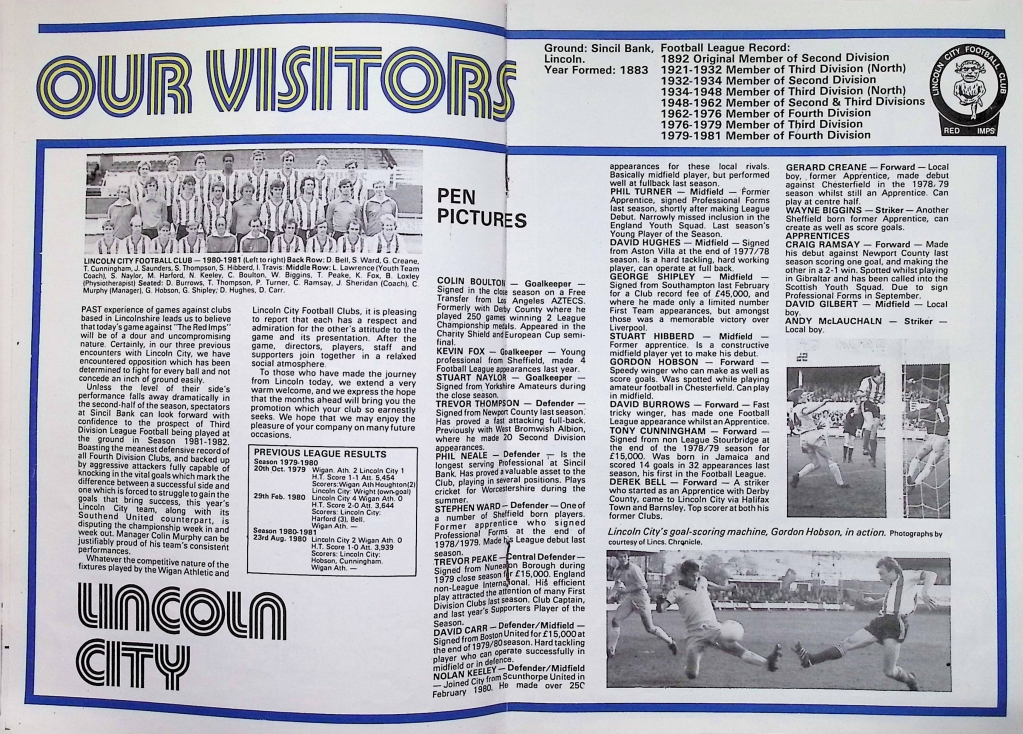 OUR VISITORS
Ground: Sincil Bank,
Lincoln.
Year Formed: 1883
Football League Record:
1892 Original Member of Second Division
1921-1932 Member of Third Division (North)
1932-1934 Member of Second Division
1934-1948 Member of Third Division (North)
1948-1962 Member of Second & Third Divisions
1962-1976 Member of Fourth Division
1976-1979 Member of Third Division
1979-1981 Member of Fourth Division
LINCOLN CITY FOOTBALL CLUB
RED IMPS
LINCOLN CITY FOOTBALL CLUB — 1980-1981 (Left to right) Back Row: D. Bell, S. Ward, G. Creane,
T. Cunningham, J. Saunders, S. Thompson, S. Hibberd, I. Travis: Middle Row: L. Lawrence (Youth Team
Coach), S. Naylor, M. Harford, N. Keeley, C. Boulton, W. Biggins, T. Peake, K. Fox, B. Loxley
(Physiotherapist) Seated: D. Burrows, T. Thompson, P. Turner, C. Ramsay, J. Sheridan (Coach), C.
Murphy (Manager), G. Hobson, G. Shipley; D. Hughes, D. Carr.
PAST experience of games against clubs
based in Lincolnshire leads us to believe
that today's game against "The Red Imps"
will be of a dour and uncompromising
nature. Certainly, in our three previous
encounters with Lincoln City, we have
encountered opposition which has been
determined to fight for every ball and not
concede an inch of ground easily.
Unless the level of their side's
performance falls away dramatically in
the second-half of the season, spectators
at Sincil Bank can look forward with
confidence to the prospect of Third
Division League Football being played at
the ground in Season 1981-1982.
Boasting the meanest defensive record of
all Fourth Division Clubs, and backed up
by aggressive attackers fully capable of
knocking in the vital goals which mark the
difference between a successful side and
one which is forced to struggle to gain the
goals that bring success, this year's
Lincoln City team, along with its
Southend United counterpart, is
disputing the championship week in and
week out. Manager Colin Murphy can be
justifiably proud of his team's consistent
performances.
Whatever the competitive nature of the
fixtures played by the Wigan Athletic and
Lincoln City Football Clubs, it is pleasing
to report that each has a respect and
admiration for the other's attitude to the
game and its presentation. After the
game, directors, players, staff and
supporters join together in a relaxed
social atmosphere.
To those who have made the journey
from Lincoln today, we extend a very
warm welcome, and we express the hope
that the months ahead will bring you the
promotion which your club so earnestly
seeks. We hope that we may enjoy the
pleasure of your company on many future
occasions.
PREVIOUS LEAGUE RESULTS
Season 1979-1980
20th Oct. 1979 Wigan. Ath. 2 Lincoln City 1
H.T. Score 1-1 Att. 5,454
Scorers: Wigan Ath Houghton(2)
Lincoln City: Wright (own-goal)
29th Feb. 1980 Lincoln City 4 Wigan Ath. 0
H.T. Score 2-0 Att. 3,644
Scorers: Lincoln City:
Harford (3), Bell.
Wigan Ath. —
Season 1980-1981
23rd Aug. 1980 Lincoln City 2 Wigan Ath. 0
H.T. Score 1-0 Att. 3,939
Scorers: Lincoln City:
Hobson, Cunningham.
Wigan Ath. —
LINCOLN
CITY
PEN
PICTURES
COLIN BOULTON — Goalkeeper —
Signed in the close season on a Free
Transfer from Los Angeles AZTECS.
Formerly with Derby County where he
played 250 games winning 2 League
Championship medals. Appeared in the
Charity Shield and European Cup semi-
final.
KEVIN FOX — Goalkeeper — Young
professional from Sheffield, made 4
Football League appearances last year.
STUART NAYLOR — Goalkeeper —
Signed from Yorkshire Amateurs during
the close season.
TREVOR THOMPSON — Defender —
Signed from Newport County last season.
Has proved a fast attacking full-back.
Previously with West Bromwich Albion,
where he made 20 Second Division
appearances.
PHIL NEALE — Defender — Is the
longest serving Professional at Sincil
Bank. Has proved a valuable asset to the
Club, playing in several positions. Plays
cricket for Worcestershire during the
summer.
STEPHEN WARD — Defender — One of
a number of Sheffield born players.
Former apprentice who signed
Professional Forms at the end of
1978/1979. Made his League debut last
season.
TREVOR PEAKE — Central Defender —
Signed from Nuneaton Borough during
1979 close season for £15,000. England
non-League International. His efficient
play attracted the attention of many First
Division Clubs last season. Club Captain,
and last year's Supporters Player of the
Season.
DAVID CARR — Defender/Midfield —
Signed from Boston United for £15,000 at
the end of 1979/80 season. Hard tackling
player who can operate successfully in
midfield or in defence.
NOLAN KEELEY — Defender/Midfield
— Joined City from Scunthorpe United in
February 1980. He made over 250
appearances for these local rivals.
Basically midfield player, but performed
well at fullback last season.
PHIL TURNER — Midfield — Former
Apprentice, signed Professional Forms
last season, shortly after making League
Debut. Narrowly missed inclusion in the
England Youth Squad. Last season's
Young Player of the Season.
DAVID HUGHES — Midfield — Signed
from Aston Villa at the end of 1977/78
season. Is a hard tackling, hard working
player, can operate at full back.
GEORGE SHIPLEY — Midfield —
Signed from Southampton last February
for a Club record fee of £45,000, and
where he made only a limited number
First Team appearances, but amongst
those was a memorable victory over
Liverpool.
STUART HIBBERD — Midfield —
Former apprentice. Is a constructive
midfield player yet to make his debut.
GORDON HOBSON — Forward —
Speedy winger who can make as well as
score goals. Was spotted while playing
amateur football in Chesterfield. Can play
in midfield.
DAVID BURROWS — Forward — Fast
tricky winger, has made one Football
League appearance whilst an Apprentice.
TONY CUNNINGHAM — Forward —
Signed from non League Stourbridge at
the end of the 1978/79 season for
£15,000. Was born in Jamaica and
scored 14 goals in 32 appearances last
season, his first in the Football League.
DEREK BELL — Forward — A striker
who started as an Apprentice with Derby
County, came to Lincoln City via Halifax
Town and Barnsley. Top scorer at both his
former Clubs.
GERARD CREANE — Forward — Local
boy, former Apprentice, made debut
against Chesterfield in the 1978/79
season whilst still an Apprentice. Can
play at centre half.
WAYNE BIGGINS — Striker — Another
Sheffield born former Apprentice, can
create as well as score goals.
APPRENTICES
CRAIG RAMSAY — Forward — Made
his debut against Newport County last
season scoring one goal, and making the
other in a 2-1 win. Spotted whilst playing
in Gibraltar and has been called into the
Scottish Youth Squad. Due to sign
Professional Forms in September.
DAVID GILBERT — Midfield — Local
boy.
ANDY McLAUCHALN — Striker —
Local boy.
Lincoln City's goal-scoring machine, Gordon Hobson, in action. Photographs by
courtesy of Lincs. Chronicle.